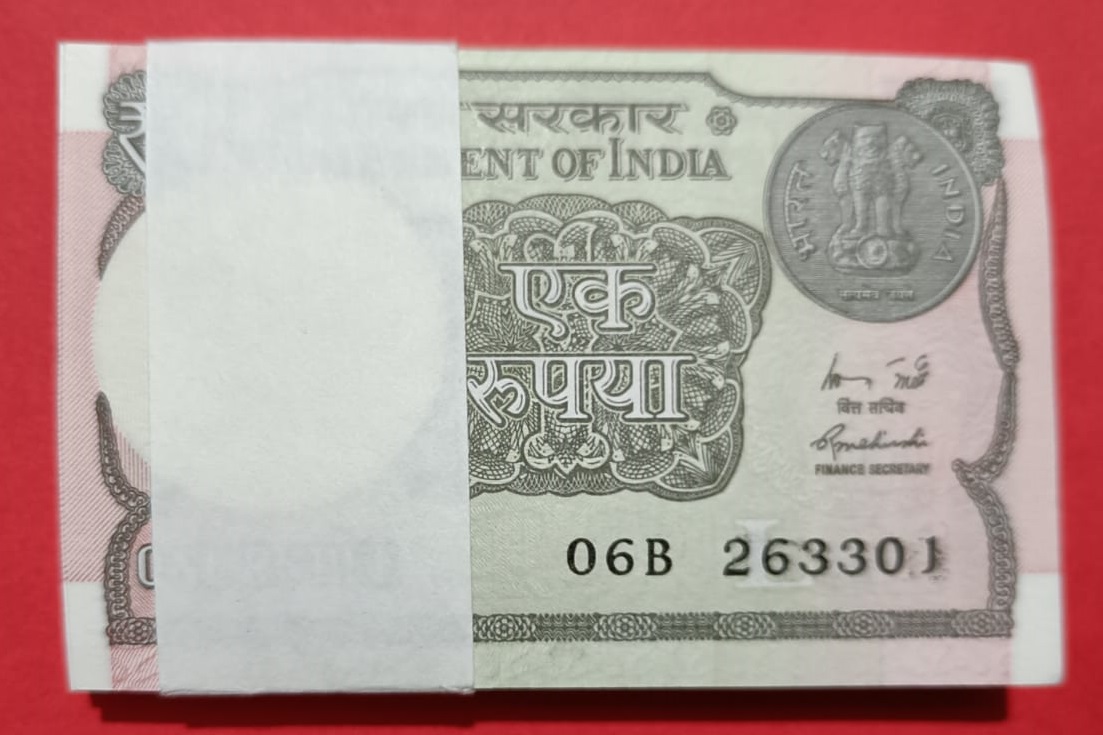 सरकार
ENT OF INDIA
भारत INDIA
सत्यमेव जयते
एक
रुपया
वित्त सचिव
FINANCE SECRETARY
L
06B 263301